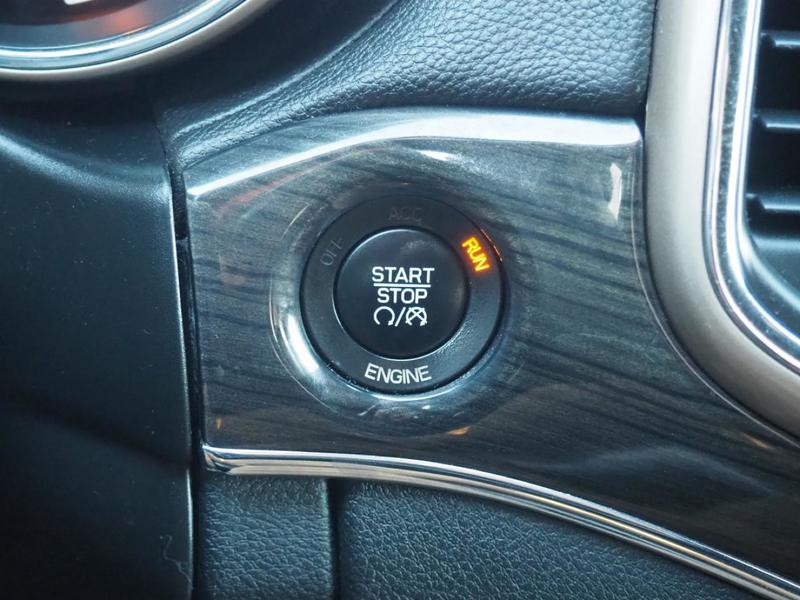 OFF
ACC
RUN
START
STOP
ENGINE